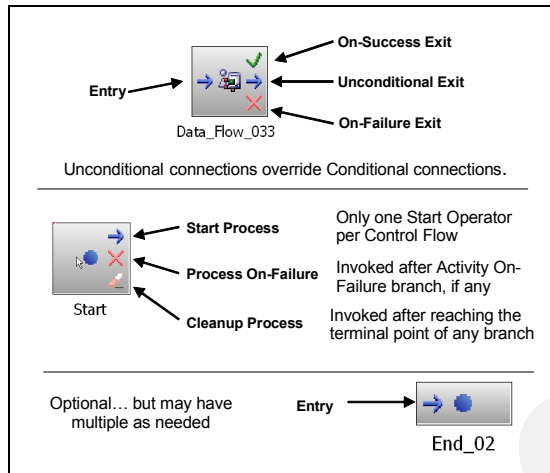 On-Success Exit
Entry
Unconditional Exit
On-Failure Exit
Data_Flow_033
Unconditional connections override Conditional connections.
Start Process
Only one Start Operator
per Control Flow
Process On-Failure
Invoked after Activity On-
Failure branch, if any
Start
Cleanup Process
Invoked after reaching the
terminal point of any branch
Optional… but may have
multiple as needed
Entry
End_02